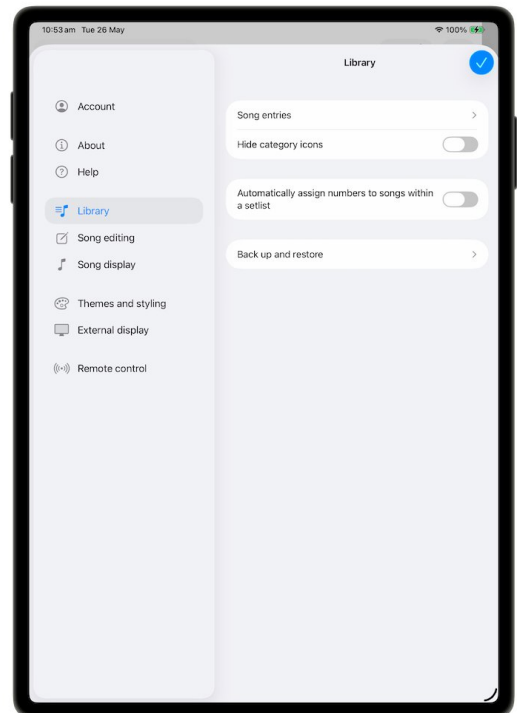 10:53 am Tue 26 May
100%
Library
Account
About
Help
Library
Song editing
Song display
Themes and styling
External display
Remote control
Song entries
Hide category icons
Automatically assign numbers to songs within
a setlist
Back up and restore